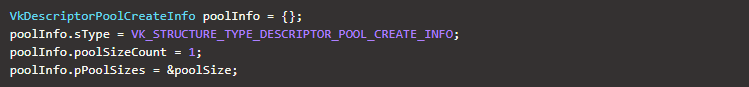 VkDescriptorPoolCreateInfo poolInfo = {};
poolInfo.sType = VK_STRUCTURE_TYPE_DESCRIPTOR_POOL_CREATE_INFO;
poolInfo.poolSizeCount = 1;
poolInfo.pPoolSizes = &poolSize;